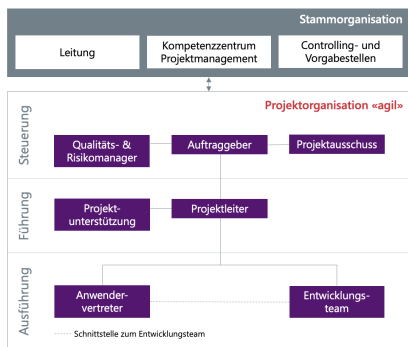 Stammorganisation
Leitung
Kompetenzzentrum
Projektmanagement
Controlling- und
Vorgabestellen
Projektorganisation «agil»
Steuerung
Qualitäts- &
Risikomanager
Auftraggeber
Projektausschuss
Führung
Projekt-
unterstützung
Projektleiter
Ausführung
Anwender-
vertreter
Entwicklungs-
team
Schnittstelle zum Entwicklungsteam